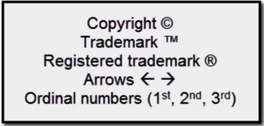 Copyright ©
Trademark ™
Registered trademark ®
Arrows ← →
Ordinal numbers (1st, 2nd, 3rd)